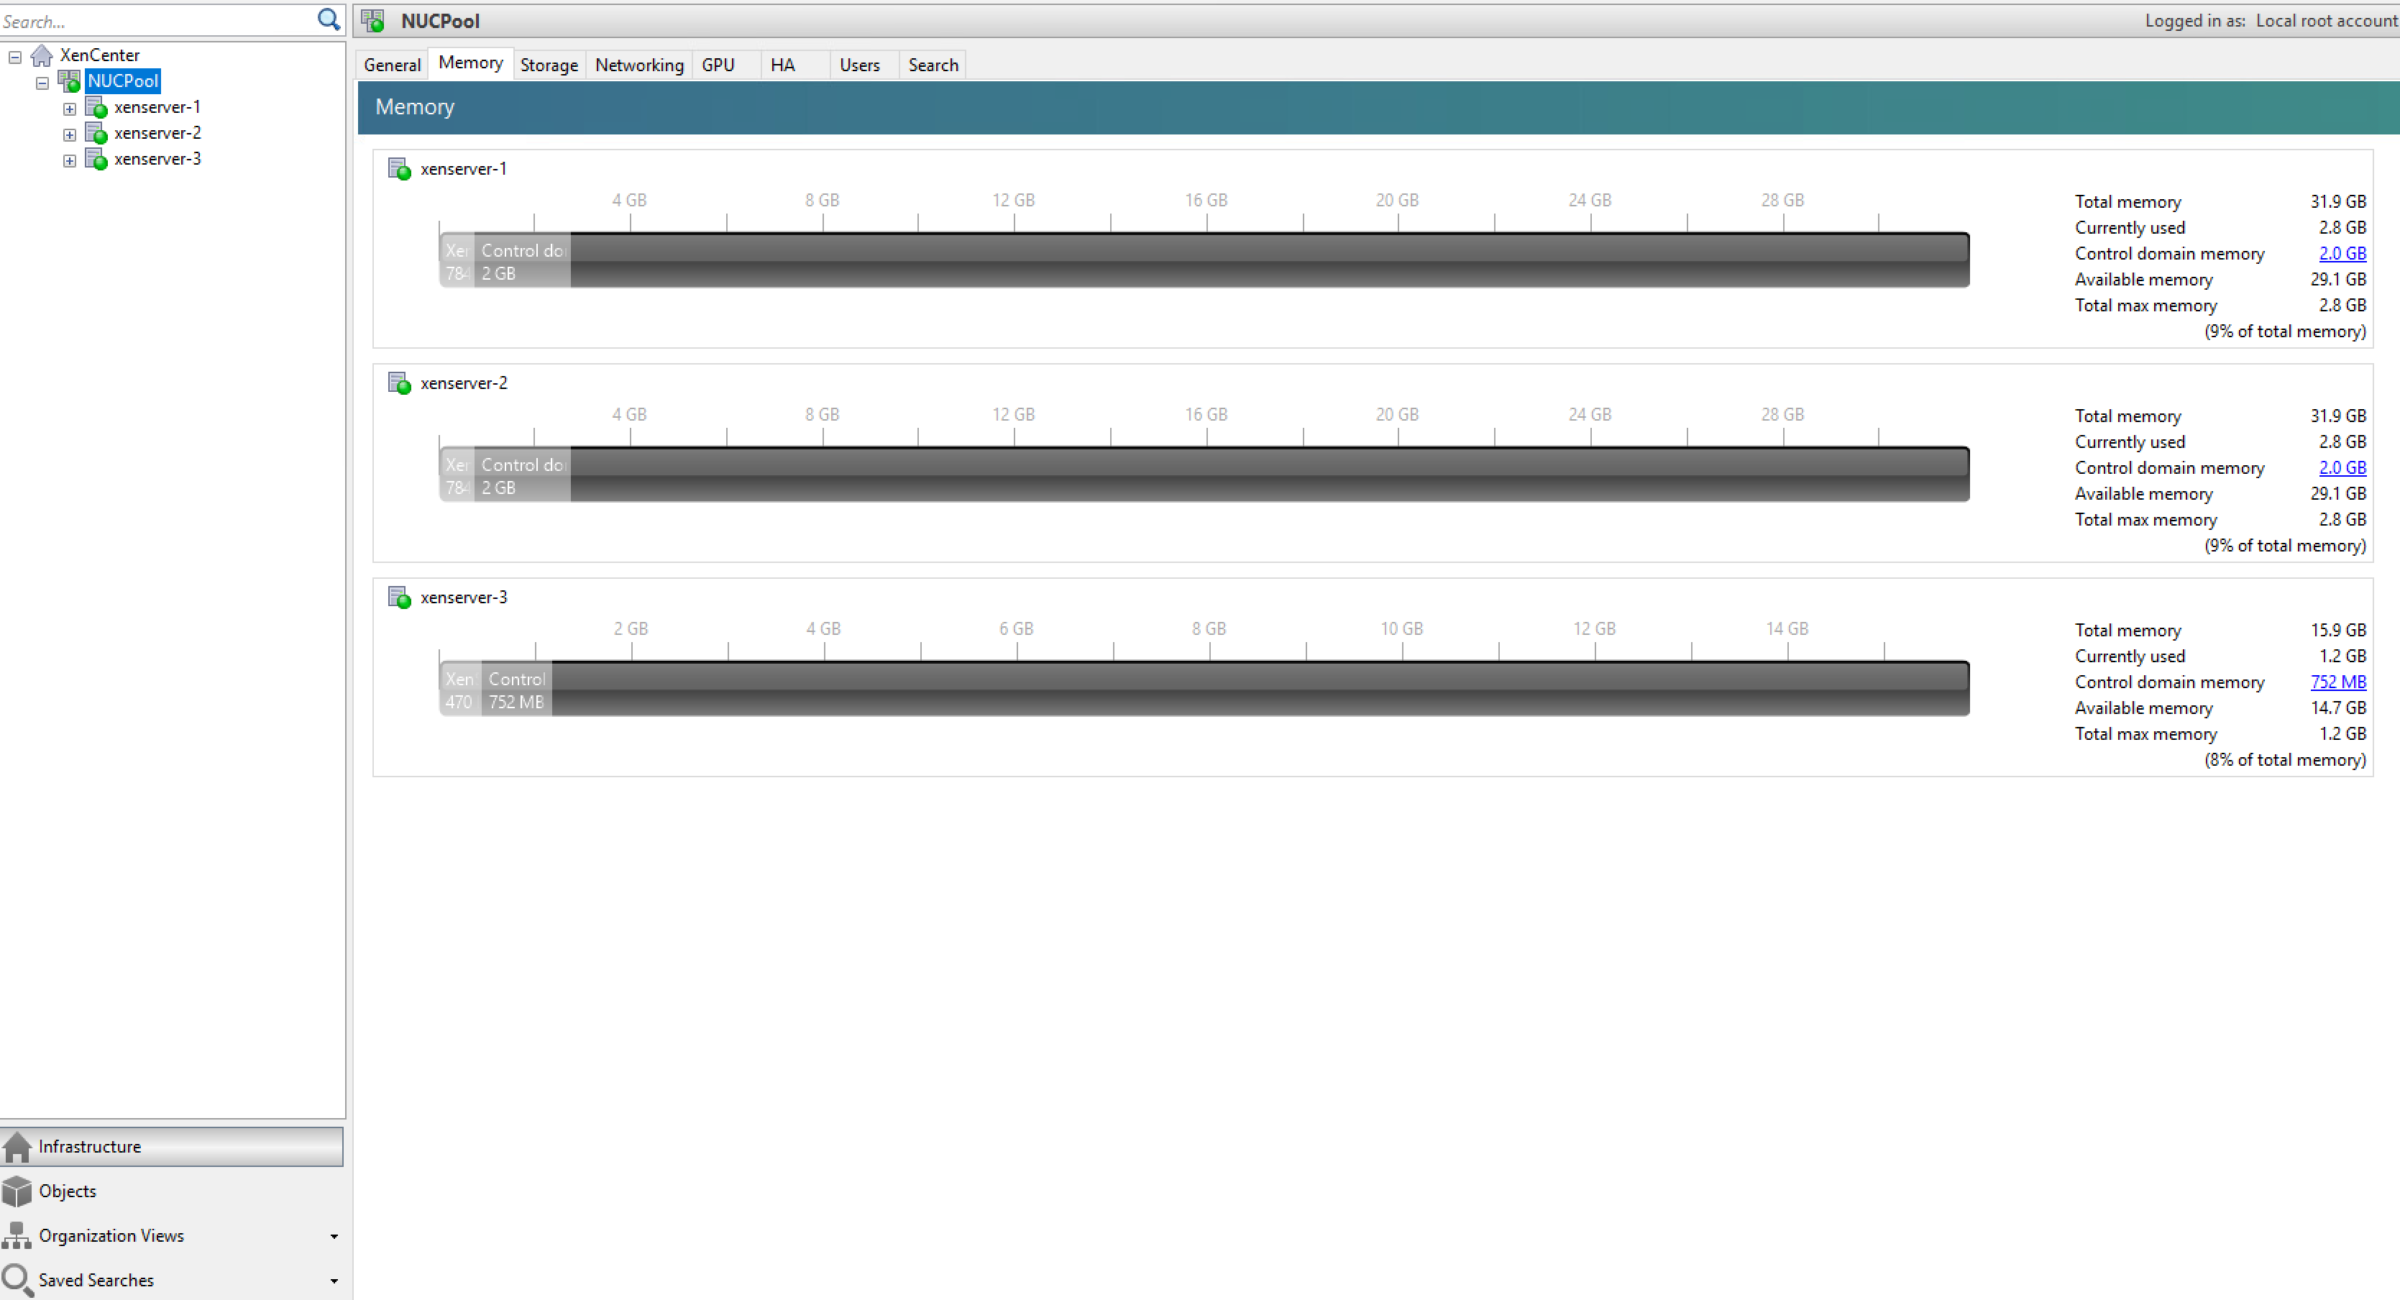 Search...
XenCenter
NUCPool
xenserver-1
xenserver-2
xenserver-3
Infrastructure
Objects
Organization Views
Saved Searches
NUCPool
Logged in as: Local root account
General Memory Storage Networking GPU HA Users Search
Memory
xenserver-1
4 GB 8 GB 12 GB 16 GB 20 GB 24 GB 28 GB
Xer Control do
784 2 GB
Total memory 31.9 GB
Currently used 2.8 GB
Control domain memory 2.0 GB
Available memory 29.1 GB
Total max memory 2.8 GB
(9% of total memory)
xenserver-2
4 GB 8 GB 12 GB 16 GB 20 GB 24 GB 28 GB
Xer Control do
784 2 GB
Total memory 31.9 GB
Currently used 2.8 GB
Control domain memory 2.0 GB
Available memory 29.1 GB
Total max memory 2.8 GB
(9% of total memory)
xenserver-3
2 GB 4 GB 6 GB 8 GB 10 GB 12 GB 14 GB
Xen Control
470 752 MB
Total memory 15.9 GB
Currently used 1.2 GB
Control domain memory 752 MB
Available memory 14.7 GB
Total max memory 1.2 GB
(8% of total memory)